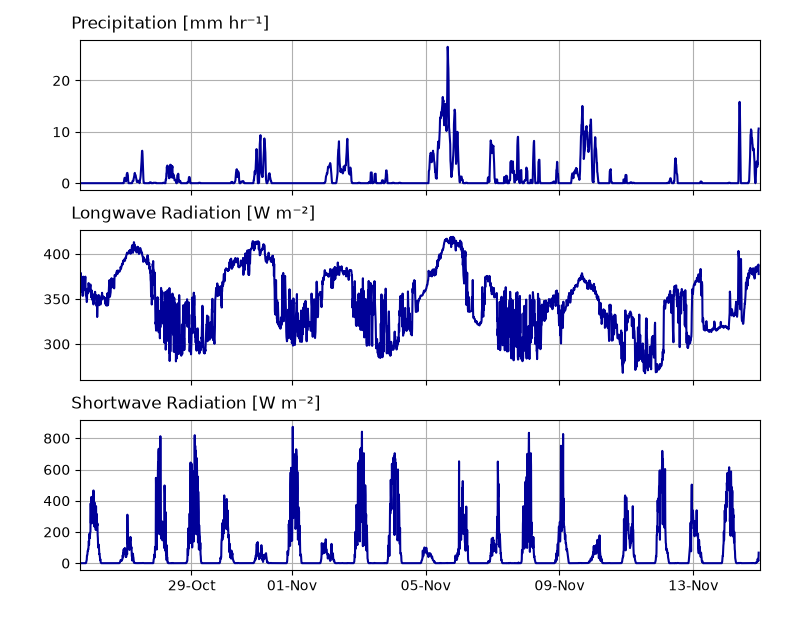 Precipitation [mm hr⁻¹]
20
10
0
Longwave Radiation [W m⁻²]
400
350
300
Shortwave Radiation [W m⁻²]
800
600
400
200
0
29-Oct 01-Nov 05-Nov 09-Nov 13-Nov